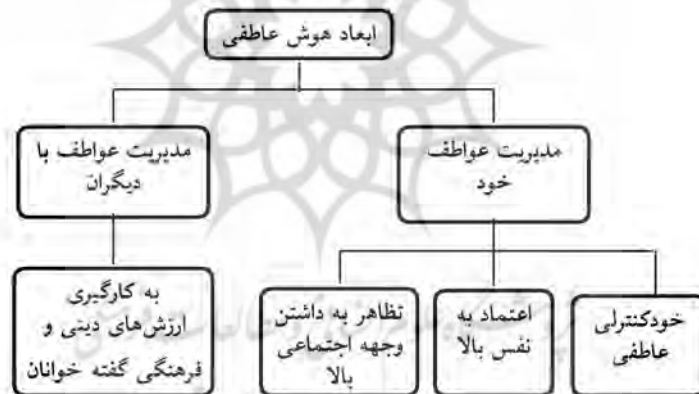 ابعاد هوش عاطفی
مدیریت عواطف
خود
مدیریت عواطف با
دیگران
خودکنترلی
عاطفی
اعتماد به
نفس بالا
تظاهر به داشتن
وجهه اجتماعی
بالا
به کارگیری
ارزش‌های دینی و
فرهنگی گفته خوانان